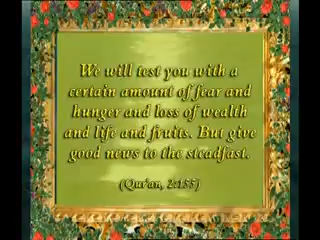 We will test you with a
certain amount of fear and
hunger and loss of wealth
and life and fruits. But give
good news to the steadfast.
(Qur'an, 2:155)